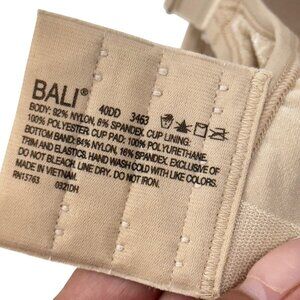 BALI® 40DD 3463
BODY: 92% NYLON, 8% SPANDEX. CUP LINING:
100% POLYESTER. CUP PAD: 100% POLYURETHANE.
BOTTOM BAND: 84% NYLON, 16% SPANDEX. EXCLUSIVE OF
TRIM AND ELASTICS. HAND WASH COLD WITH LIKE COLORS.
DO NOT BLEACH. LINE DRY. DO NOT IRON.
MADE IN VIETNAM.
RN15763 0321DH